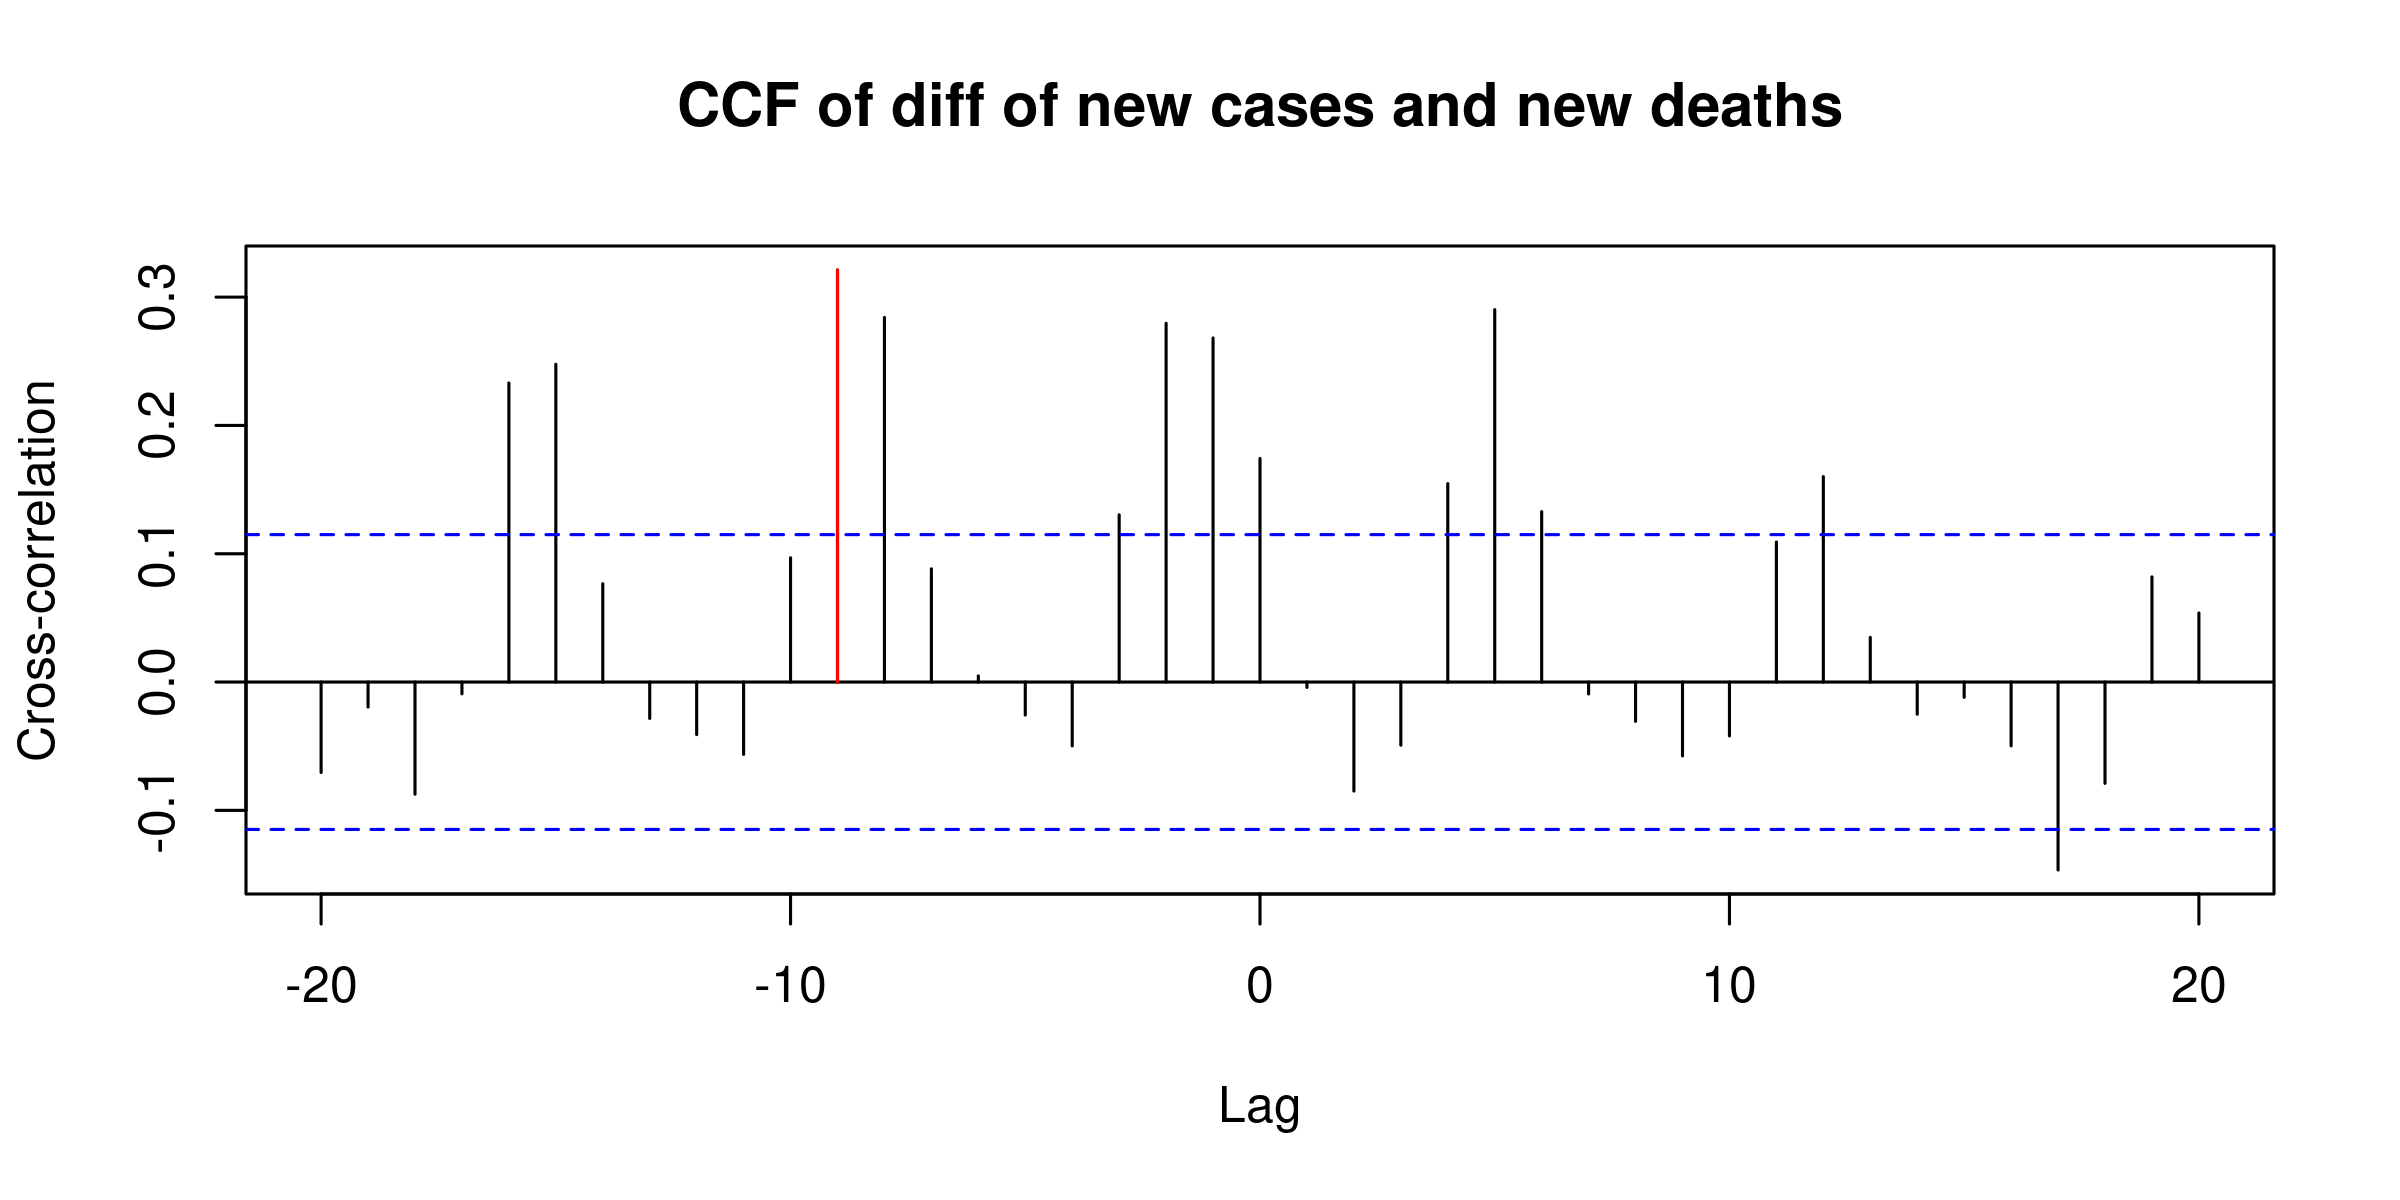 CCF of diff of new cases and new deaths
Cross-correlation
0.3
0.2
0.1
0.0
-0.1
-20 -10 0 10 20
Lag